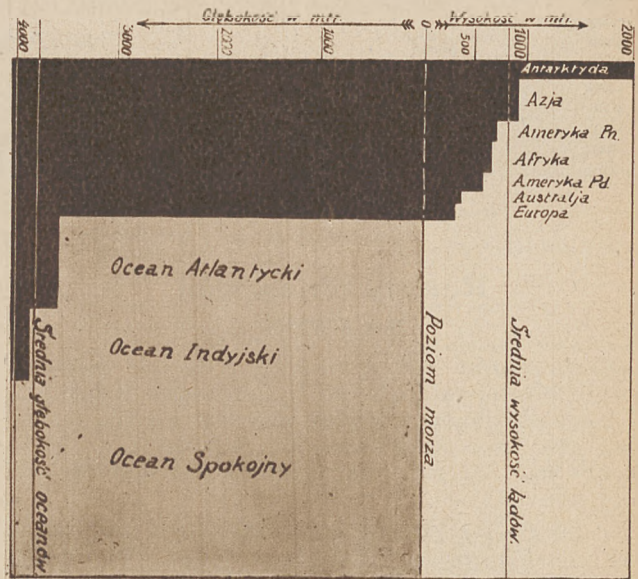 Głębokość w mtr. Wysokość w mtr.
4000 3000 2000 1000 0 500 1000 2000
Antarktyda
Azja
Ameryka Pn.
Afryka
Ameryka Pd.
Australja
Europa
Ocean Atlantycki
Ocean Indyjski
Ocean Spokojny
Średnia głębokość oceanów.
Poziom morza.
Średnia wysokość lądów.